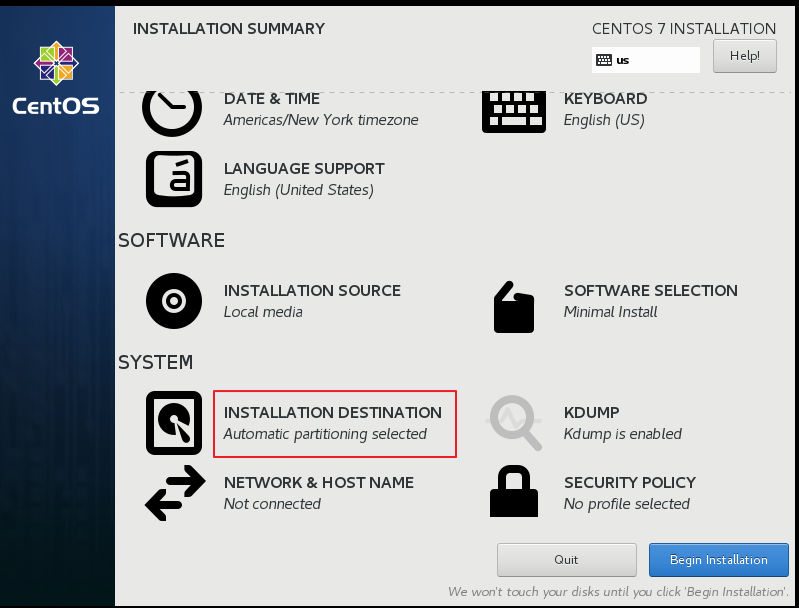 INSTALLATION SUMMARY
CENTOS 7 INSTALLATION
us
Help!
CentOS
DATE & TIME
Americas/New York timezone
KEYBOARD
English (US)
LANGUAGE SUPPORT
English (United States)
SOFTWARE
INSTALLATION SOURCE
Local media
SOFTWARE SELECTION
Minimal Install
SYSTEM
INSTALLATION DESTINATION
Automatic partitioning selected
KDUMP
Kdump is enabled
NETWORK & HOST NAME
Not connected
SECURITY POLICY
No profile selected
Quit
Begin Installation
We won't touch your disks until you click 'Begin Installation'.